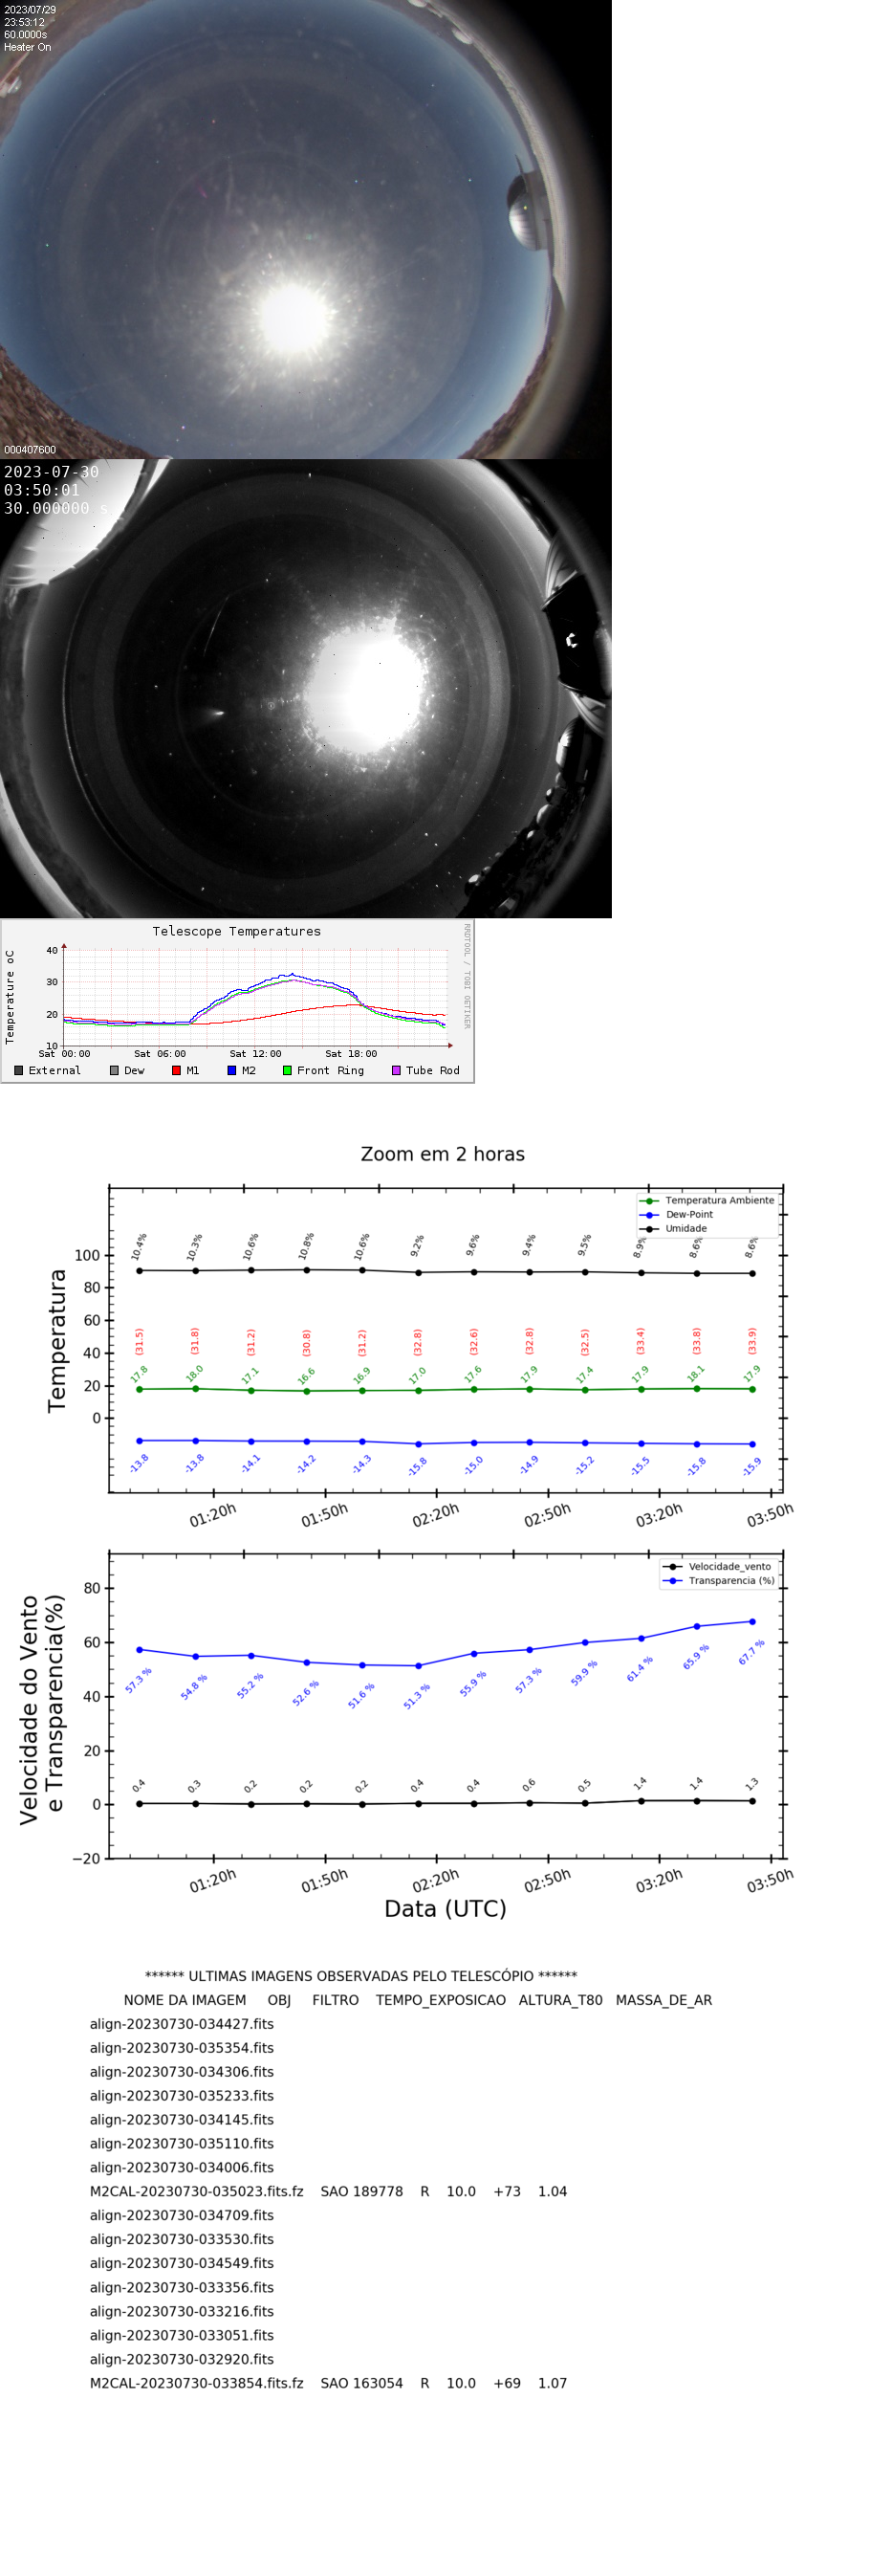 2023/07/29
23:53:12
60.0000s
Heater On
000407600
2023-07-30
03:50:01
30.000000 s
Telescope Temperatures
RRDTOOL / TOBI OETIKER
Temperature oC
40
30
20
10
Sat 00:00 Sat 06:00 Sat 12:00 Sat 18:00
External Dew M1 M2 Front Ring Tube Rod
Zoom em 2 horas
Temperatura Ambiente
Dew-Point
Umidade
10.4% 10.3% 10.6% 10.8% 10.6% 9.2% 9.6% 9.4% 9.5% 8.9% 8.6% 8.6%
Temperatura
100
80
60
40
20
0
(31.5) (31.8) (31.2) (30.8) (31.2) (32.8) (32.6) (32.8) (32.5) (33.4) (33.8) (33.9)
17.8 18.0 17.1 16.6 16.9 17.0 17.6 17.9 17.4 17.9 18.1 17.9
-13.8 -13.8 -14.1 -14.2 -14.3 -15.8 -15.0 -14.9 -15.2 -15.5 -15.8 -15.9
01:20h 01:50h 02:20h 02:50h 03:20h 03:50h
Velocidade_vento
Transparencia (%)
Velocidade do Vento
e Transparencia(%)
80
60
40
20
0
−20
57.3 % 54.8 % 55.2 % 52.6 % 51.6 % 51.3 % 55.9 % 57.3 % 59.9 % 61.4 % 65.9 % 67.7 %
0.4 0.3 0.2 0.2 0.2 0.4 0.4 0.6 0.5 1.4 1.4 1.3
01:20h 01:50h 02:20h 02:50h 03:20h 03:50h
Data (UTC)
****** ULTIMAS IMAGENS OBSERVADAS PELO TELESCÓPIO ******
NOME DA IMAGEM OBJ FILTRO TEMPO_EXPOSICAO ALTURA_T80 MASSA_DE_AR
align-20230730-034427.fits
align-20230730-035354.fits
align-20230730-034306.fits
align-20230730-035233.fits
align-20230730-034145.fits
align-20230730-035110.fits
align-20230730-034006.fits
M2CAL-20230730-035023.fits.fz SAO 189778 R 10.0 +73 1.04
align-20230730-034709.fits
align-20230730-033530.fits
align-20230730-034549.fits
align-20230730-033356.fits
align-20230730-033216.fits
align-20230730-033051.fits
align-20230730-032920.fits
M2CAL-20230730-033854.fits.fz SAO 163054 R 10.0 +69 1.07